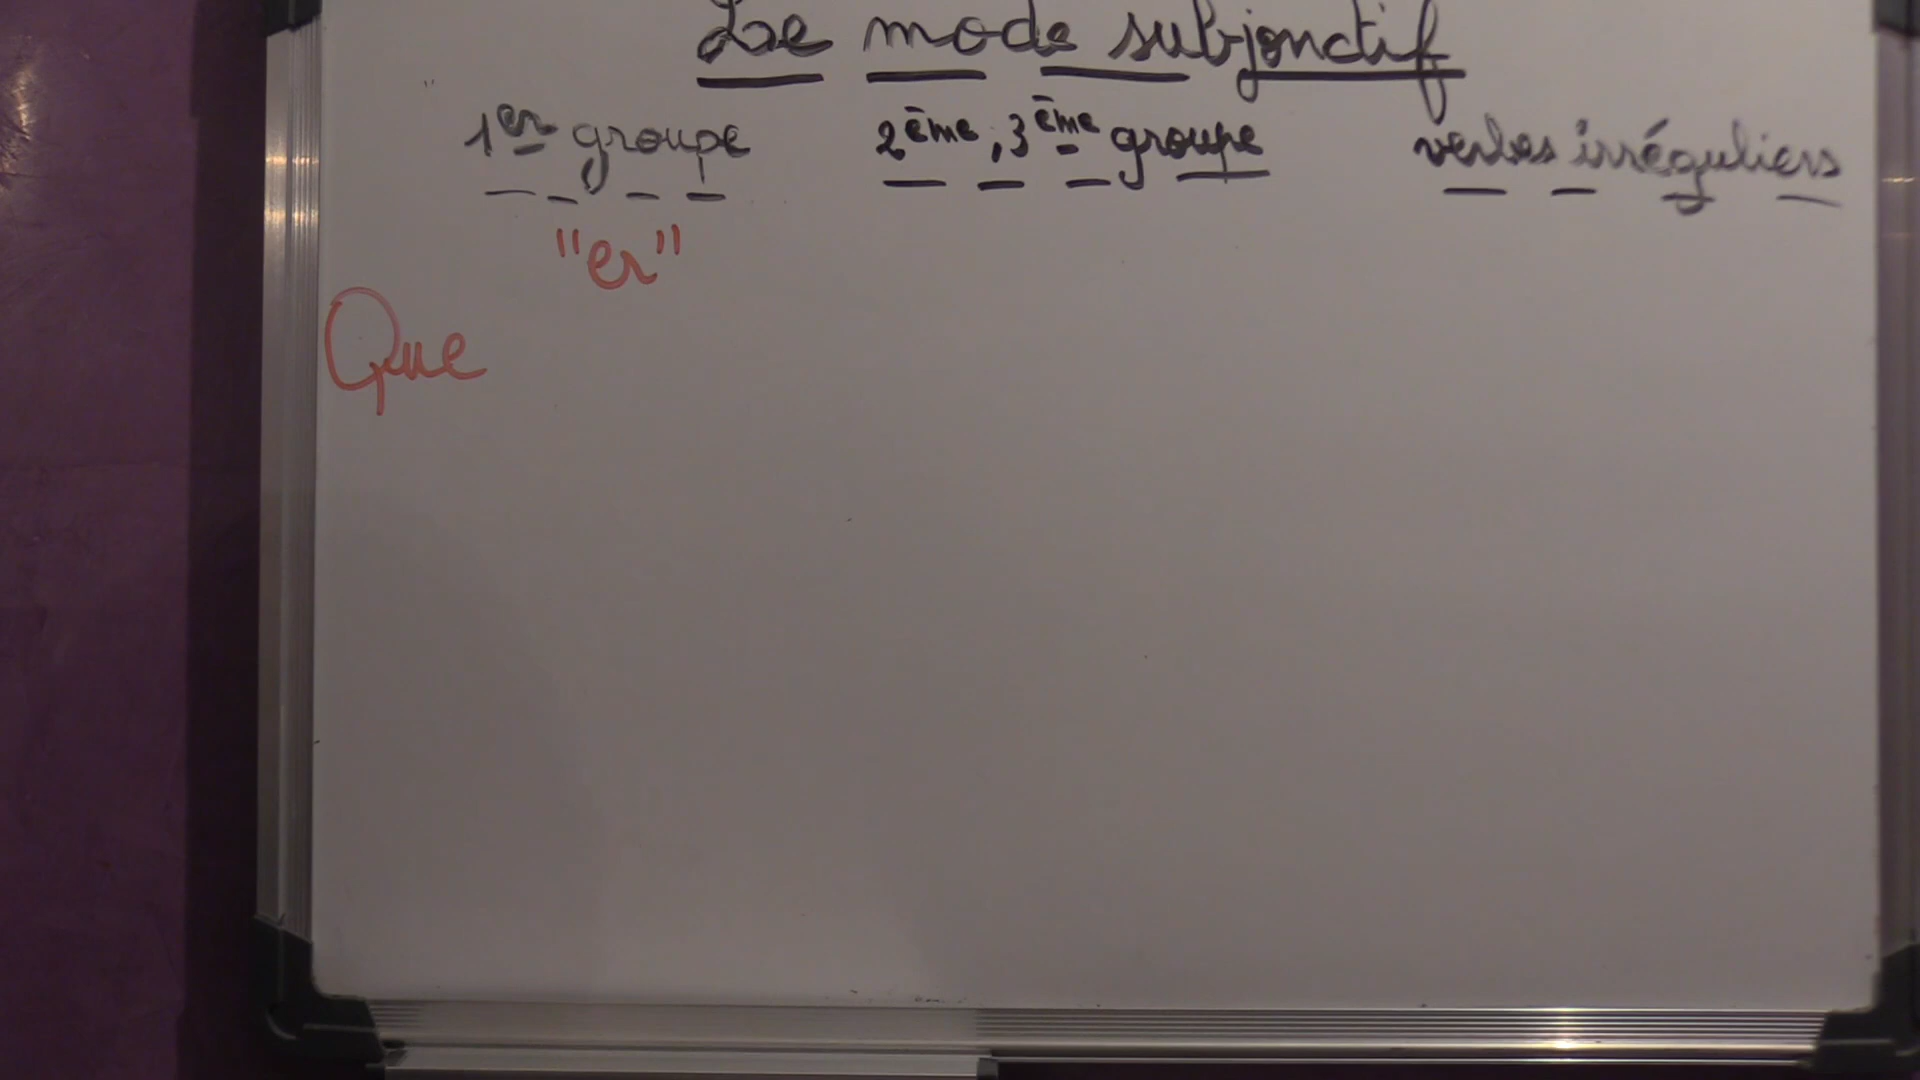 Le mode subjonctif
1er groupe 2ème, 3ème groupe verbes irréguliers
"er"
Que